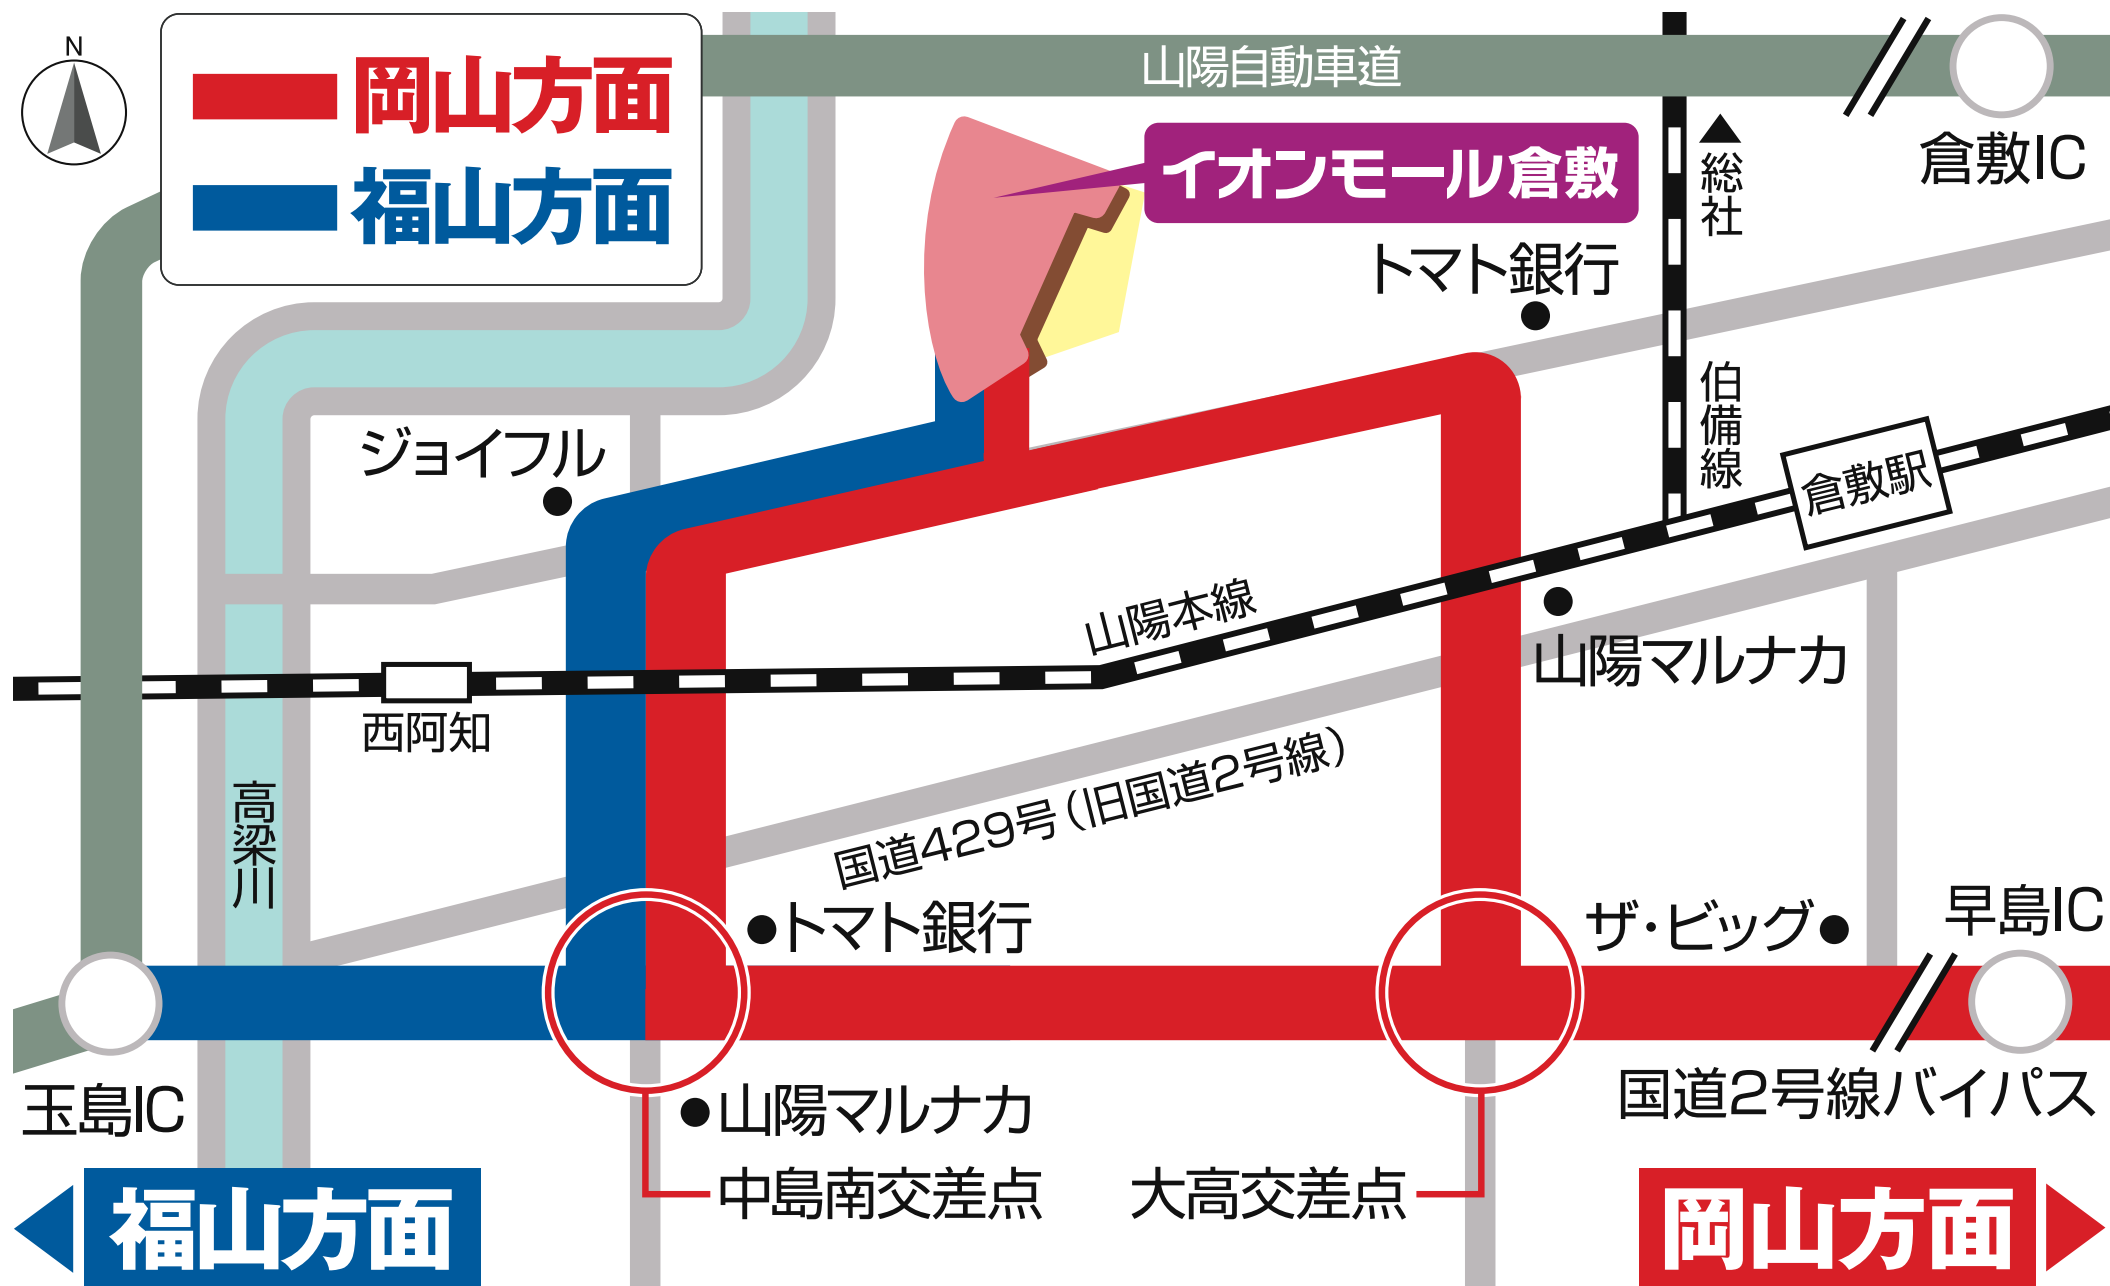 N
岡山方面
福山方面
山陽自動車道
倉敷IC
イオンモール倉敷
▲総社
トマト銀行
伯備線
ジョイフル
倉敷駅
山陽本線
山陽マルナカ
西阿知
国道429号(旧国道2号線)
高梁川
トマト銀行
ザ・ビッグ
早島IC
玉島IC
山陽マルナカ
国道2号線バイパス
中島南交差点
大高交差点
福山方面
岡山方面